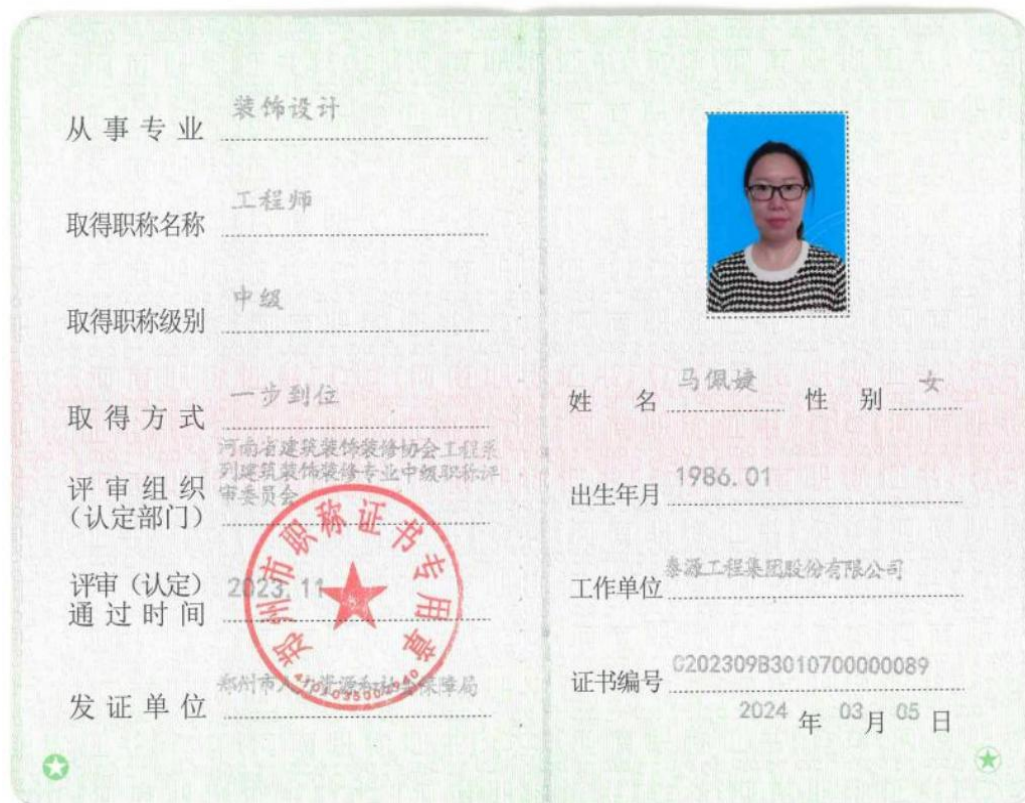 从事专业 装饰设计
取得职称名称 工程师
取得职称级别 中级
取得方式 一步到位
河南省建筑装饰装修协会工程系
列建筑装饰装修专业中级职称评
审委员会
评审组织
（认定部门）
评审（认定） 2023.11
通过时间
发证单位 郑州市人力资源和社会保障局
郑州市职称证书专用章
姓名 马佩婕 性别 女
出生年月 1986.01
工作单位 泰源工程集团股份有限公司
证书编号 C202309B3010700000089
2024 年 03 月 05 日